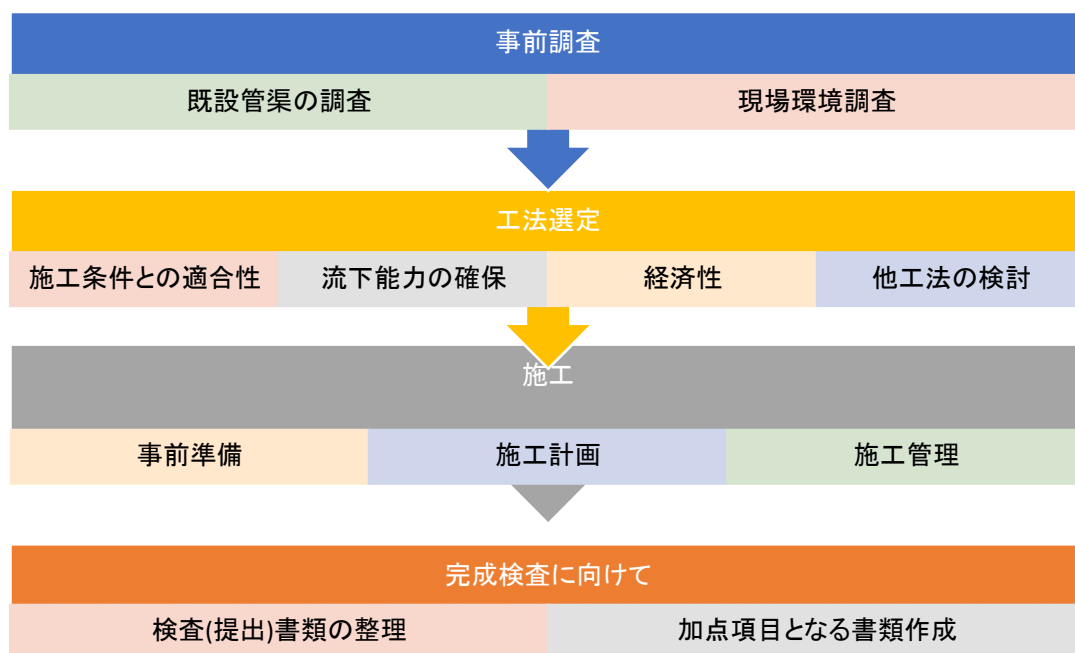 事前調査
既設管渠の調査 現場環境調査
工法選定
施工条件との適合性 流下能力の確保 経済性 他工法の検討
施工
事前準備 施工計画 施工管理
完成検査に向けて
検査(提出)書類の整理 加点項目となる書類作成